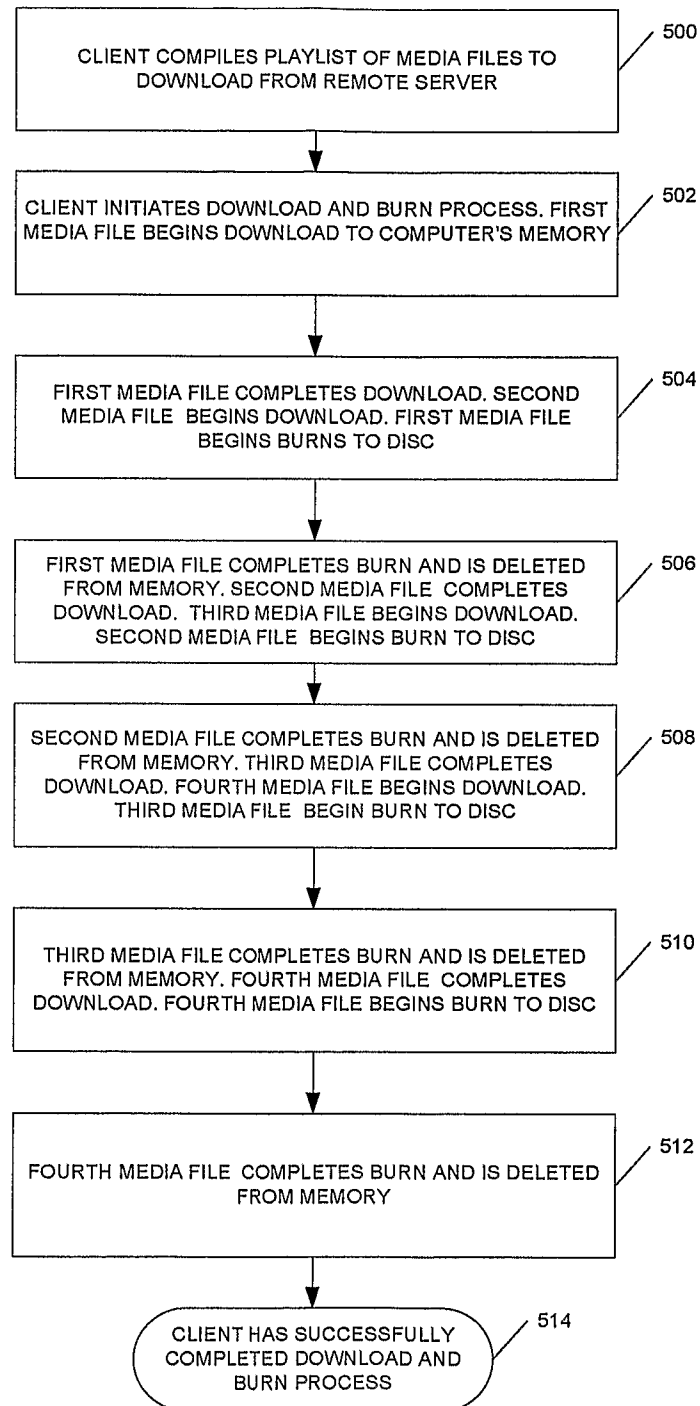 CLIENT COMPILES PLAYLIST OF MEDIA FILES TO
DOWNLOAD FROM REMOTE SERVER
500
CLIENT INITIATES DOWNLOAD AND BURN PROCESS. FIRST
MEDIA FILE BEGINS DOWNLOAD TO COMPUTER'S MEMORY
502
FIRST MEDIA FILE COMPLETES DOWNLOAD. SECOND
MEDIA FILE BEGINS DOWNLOAD. FIRST MEDIA FILE
BEGINS BURNS TO DISC
504
FIRST MEDIA FILE COMPLETES BURN AND IS DELETED
FROM MEMORY. SECOND MEDIA FILE COMPLETES
DOWNLOAD. THIRD MEDIA FILE BEGINS DOWNLOAD.
SECOND MEDIA FILE BEGINS BURN TO DISC
506
SECOND MEDIA FILE COMPLETES BURN AND IS DELETED
FROM MEMORY. THIRD MEDIA FILE COMPLETES
DOWNLOAD. FOURTH MEDIA FILE BEGINS DOWNLOAD.
THIRD MEDIA FILE BEGIN BURN TO DISC
508
THIRD MEDIA FILE COMPLETES BURN AND IS DELETED
FROM MEMORY. FOURTH MEDIA FILE COMPLETES
DOWNLOAD. FOURTH MEDIA FILE BEGINS BURN TO DISC
510
FOURTH MEDIA FILE COMPLETES BURN AND IS DELETED
FROM MEMORY
512
CLIENT HAS SUCCESSFULLY
COMPLETED DOWNLOAD AND
BURN PROCESS
514